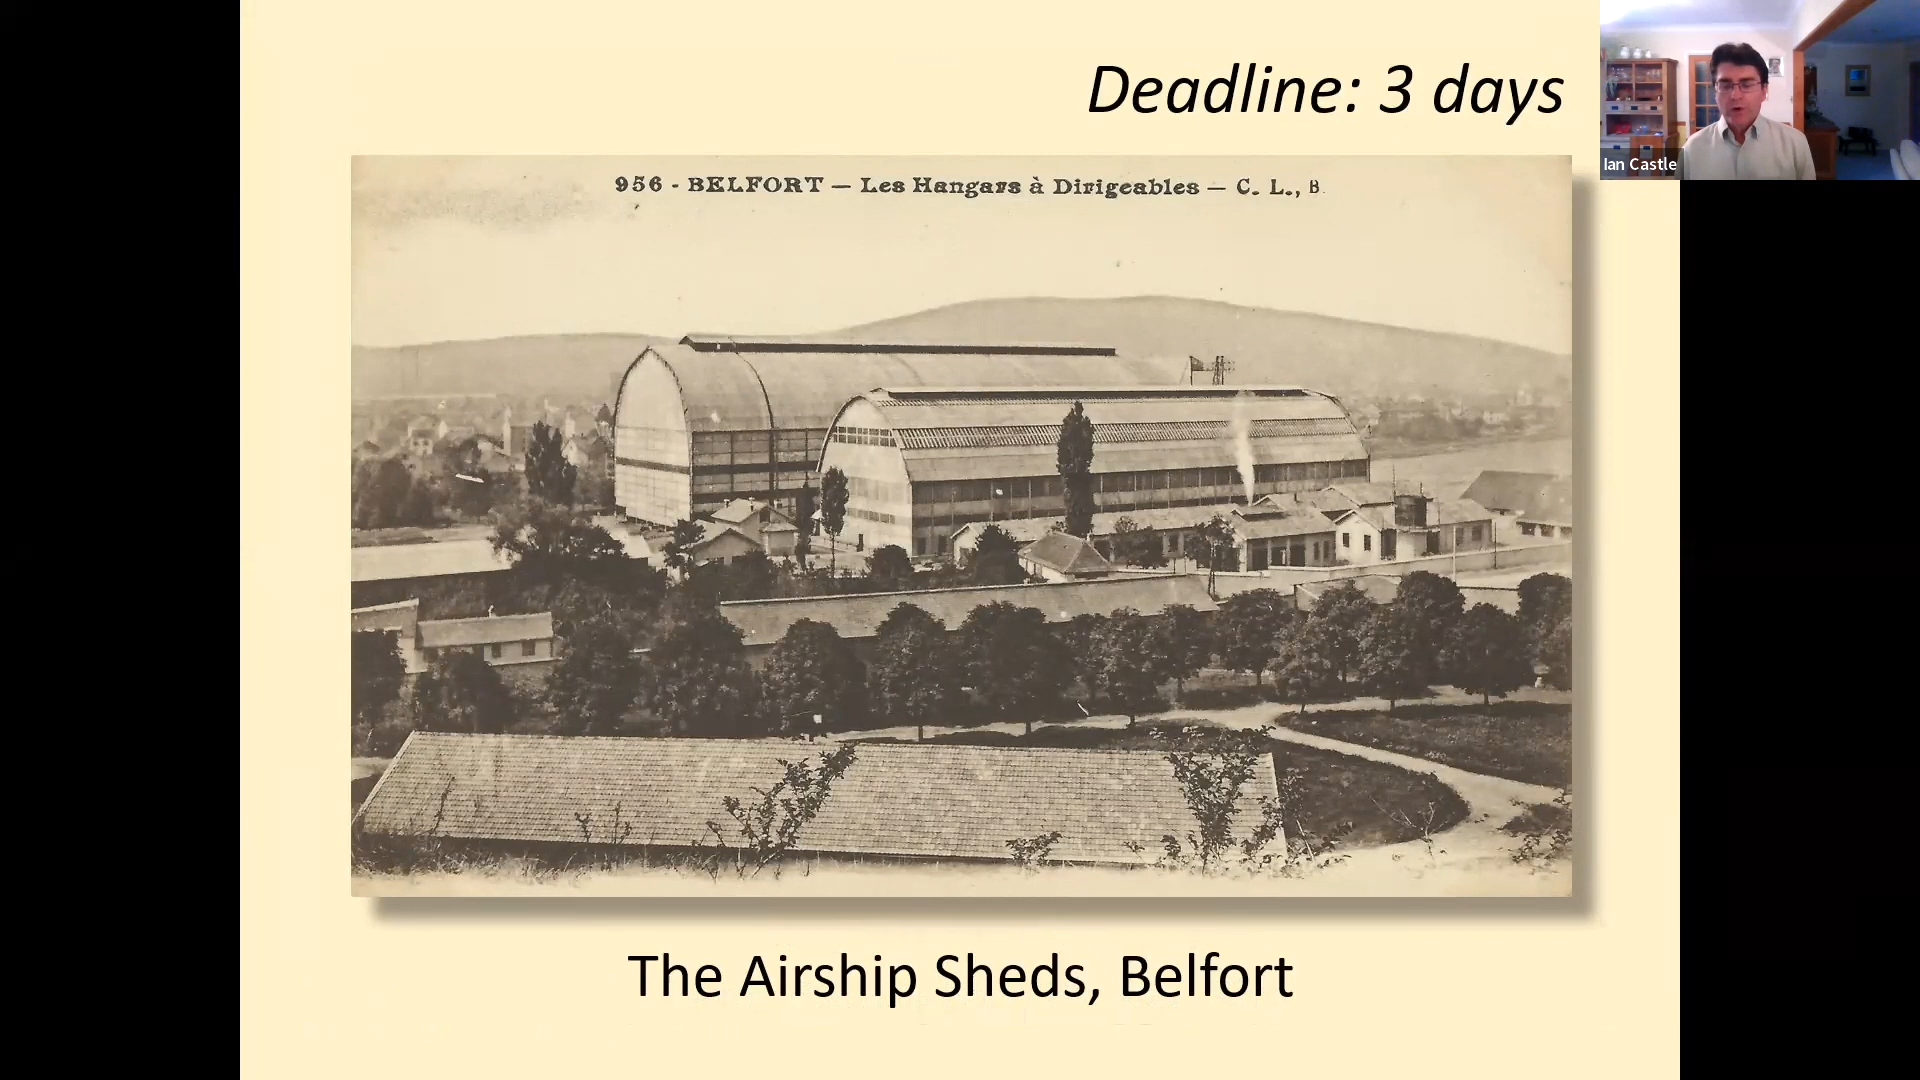 Deadline: 3 days
Ian Castle
956 - BELFORT — Les Hangars à Dirigeables — C. L., B.
The Airship Sheds, Belfort